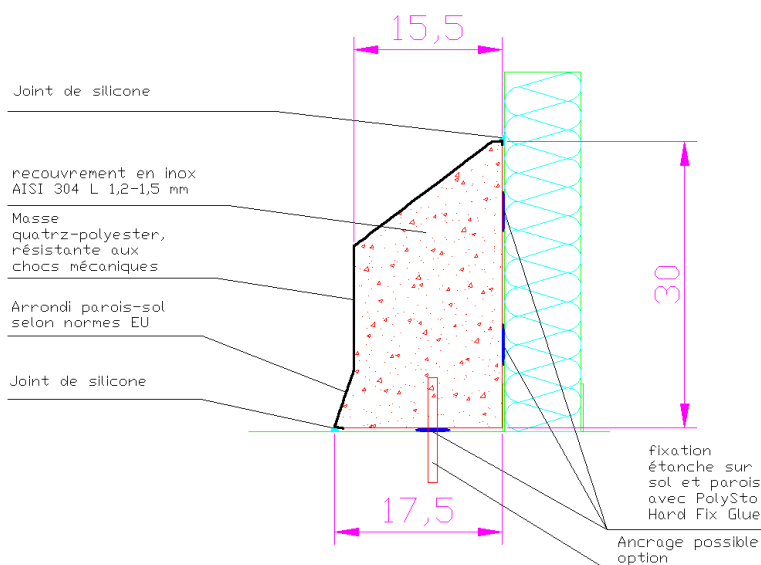 15,5
Joint de silicone
recouvrement en inox
AISI 304 L 1,2-1,5 mm
Masse
quatrz-polyester,
résistante aux
chocs mécaniques
30
Arrondi parois-sol
selon normes EU
Joint de silicone
17,5
fixation
étanche sur
sol et parois
avec PolySto
Hard Fix Glue
Ancrage possible
option